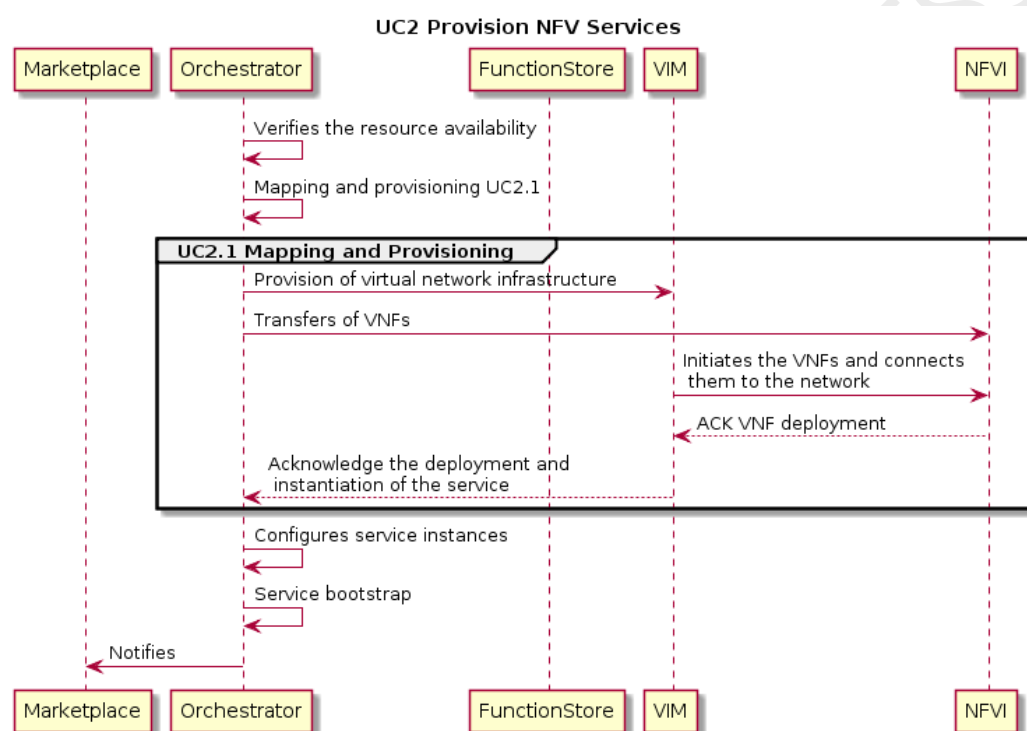 UC2 Provision NFV Services
Marketplace
Orchestrator
FunctionStore
VIM
NFVI
Verifies the resource availability
Mapping and provisioning UC2.1
UC2.1 Mapping and Provisioning
Provision of virtual network infrastructure
Transfers of VNFs
Initiates the VNFs and connects
them to the network
ACK VNF deployment
Acknowledge the deployment and
instantiation of the service
Configures service instances
Service bootstrap
Notifies
Marketplace
Orchestrator
FunctionStore
VIM
NFVI